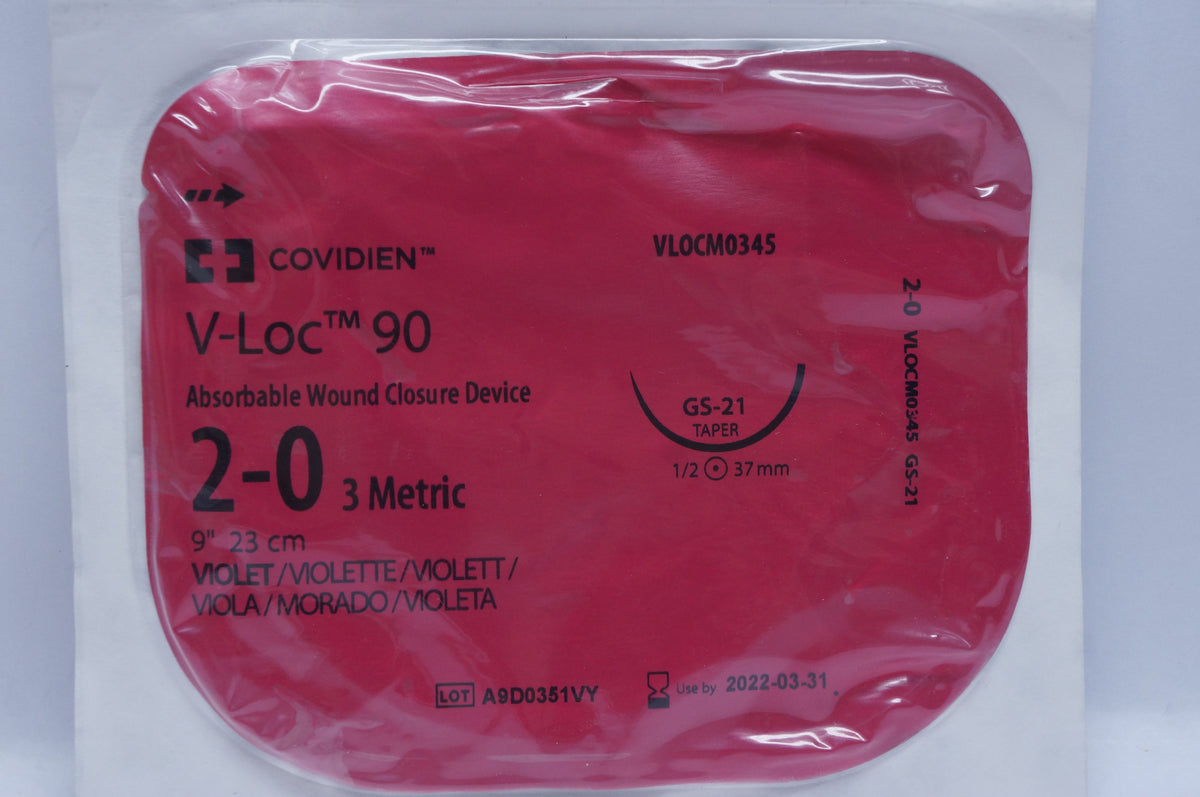 COVIDIEN™
VLOCM0345
V-Loc™ 90
Absorbable Wound Closure Device
2-0 3 Metric
9" 23 cm
VIOLET/VIOLETTE/VIOLETT/
VIOLA/MORADO/VIOLETA
GS-21
TAPER
1/2 37 mm
2-0 VLOCM0345 GS-21
LOT A9D0351VY
Use by 2022-03-31